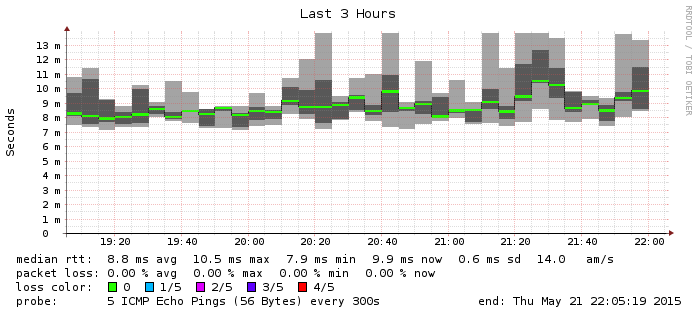 Last 3 Hours
RRDTOOL / TOBI OETIKER
Seconds
13 m
12 m
11 m
10 m
9 m
8 m
7 m
6 m
5 m
4 m
3 m
2 m
1 m
0
19:20 19:40 20:00 20:20 20:40 21:00 21:20 21:40 22:00
median rtt: 8.8 ms avg 10.5 ms max 7.9 ms min 9.9 ms now 0.6 ms sd 14.0 am/s
packet loss: 0.00 % avg 0.00 % max 0.00 % min 0.00 % now
loss color: 0 1/5 2/5 3/5 4/5
probe: 5 ICMP Echo Pings (56 Bytes) every 300s end: Thu May 21 22:05:19 2015